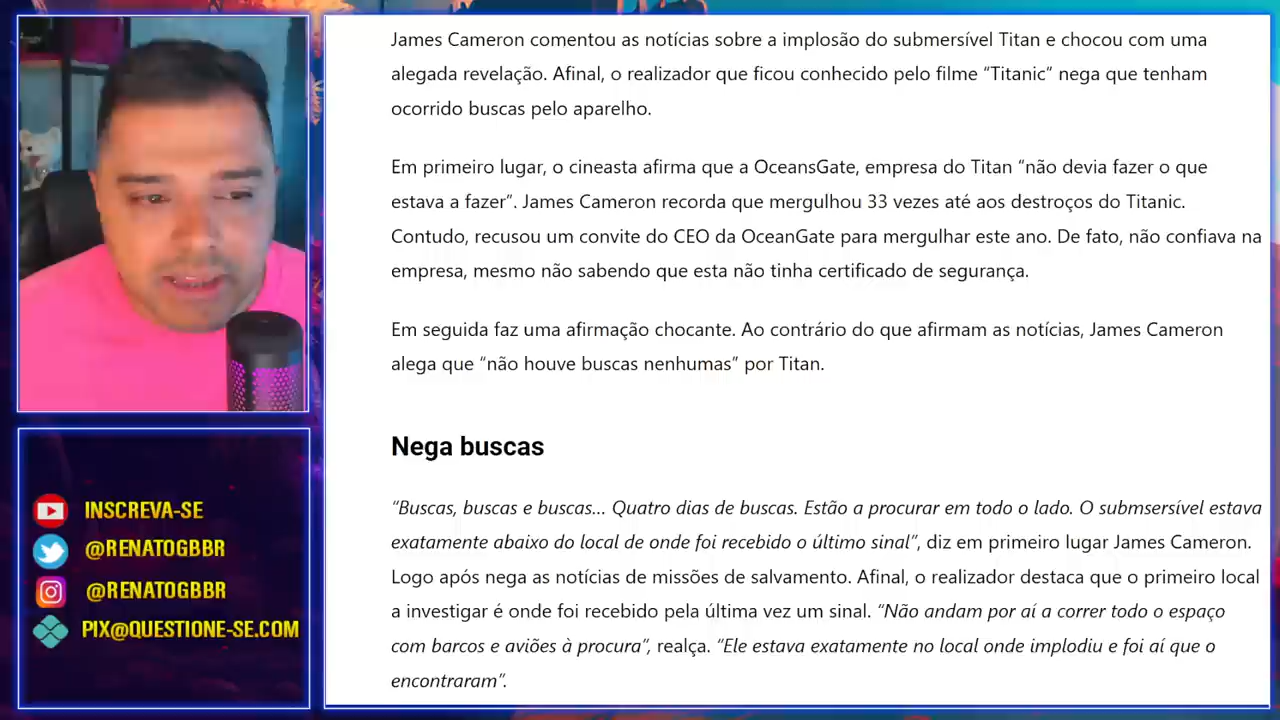 James Cameron comentou as notícias sobre a implosão do submersível Titan e chocou com uma
alegada revelação. Afinal, o realizador que ficou conhecido pelo filme “Titanic“ nega que tenham
ocorrido buscas pelo aparelho.
Em primeiro lugar, o cineasta afirma que a OceansGate, empresa do Titan “não devia fazer o que
estava a fazer”. James Cameron recorda que mergulhou 33 vezes até aos destroços do Titanic.
Contudo, recusou um convite do CEO da OceanGate para mergulhar este ano. De fato, não confiava na
empresa, mesmo não sabendo que esta não tinha certificado de segurança.
Em seguida faz uma afirmação chocante. Ao contrário do que afirmam as notícias, James Cameron
alega que “não houve buscas nenhumas” por Titan.
Nega buscas
“Buscas, buscas e buscas… Quatro dias de buscas. Estão a procurar em todo o lado. O submsersível estava
exatamente abaixo do local de onde foi recebido o último sinal”, diz em primeiro lugar James Cameron.
Logo após nega as notícias de missões de salvamento. Afinal, o realizador destaca que o primeiro local
a investigar é onde foi recebido pela última vez um sinal. “Não andam por aí a correr todo o espaço
com barcos e aviões à procura”, realça. “Ele estava exatamente no local onde implodiu e foi aí que o
encontraram”.
INSCREVA-SE
@RENATOGBBR
@RENATOGBBR
PIX@QUESTIONE-SE.COM